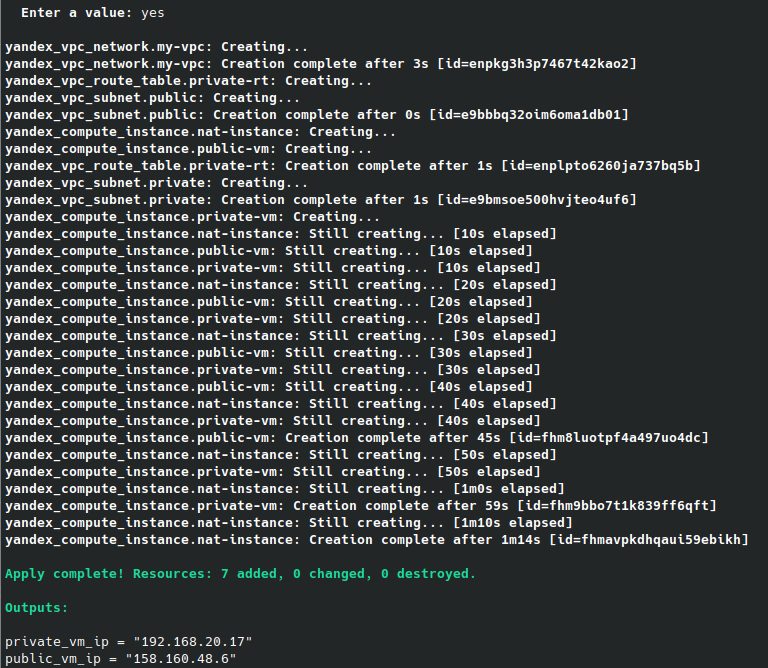 Enter a value: yes
yandex_vpc_network.my-vpc: Creating...
yandex_vpc_network.my-vpc: Creation complete after 3s [id=enpkg3h3p7467t42kao2]
yandex_vpc_route_table.private-rt: Creating...
yandex_vpc_subnet.public: Creating...
yandex_vpc_subnet.public: Creation complete after 0s [id=e9bbbq32oim6oma1db01]
yandex_compute_instance.nat-instance: Creating...
yandex_compute_instance.public-vm: Creating...
yandex_vpc_route_table.private-rt: Creation complete after 1s [id=enplpto6260ja737bq5b]
yandex_vpc_subnet.private: Creating...
yandex_vpc_subnet.private: Creation complete after 1s [id=e9bmsoe500hvjteo4uf6]
yandex_compute_instance.private-vm: Creating...
yandex_compute_instance.nat-instance: Still creating... [10s elapsed]
yandex_compute_instance.public-vm: Still creating... [10s elapsed]
yandex_compute_instance.private-vm: Still creating... [10s elapsed]
yandex_compute_instance.nat-instance: Still creating... [20s elapsed]
yandex_compute_instance.public-vm: Still creating... [20s elapsed]
yandex_compute_instance.private-vm: Still creating... [20s elapsed]
yandex_compute_instance.nat-instance: Still creating... [30s elapsed]
yandex_compute_instance.public-vm: Still creating... [30s elapsed]
yandex_compute_instance.private-vm: Still creating... [30s elapsed]
yandex_compute_instance.public-vm: Still creating... [40s elapsed]
yandex_compute_instance.nat-instance: Still creating... [40s elapsed]
yandex_compute_instance.private-vm: Still creating... [40s elapsed]
yandex_compute_instance.public-vm: Creation complete after 45s [id=fhm8luotpf4a497uo4dc]
yandex_compute_instance.nat-instance: Still creating... [50s elapsed]
yandex_compute_instance.private-vm: Still creating... [50s elapsed]
yandex_compute_instance.nat-instance: Still creating... [1m0s elapsed]
yandex_compute_instance.private-vm: Creation complete after 59s [id=fhm9bbo7t1k839ff6qft]
yandex_compute_instance.nat-instance: Still creating... [1m10s elapsed]
yandex_compute_instance.nat-instance: Creation complete after 1m14s [id=fhmavpkdhqaui59ebikh]
Apply complete! Resources: 7 added, 0 changed, 0 destroyed.
Outputs:
private_vm_ip = "192.168.20.17"
public_vm_ip = "158.160.48.6"